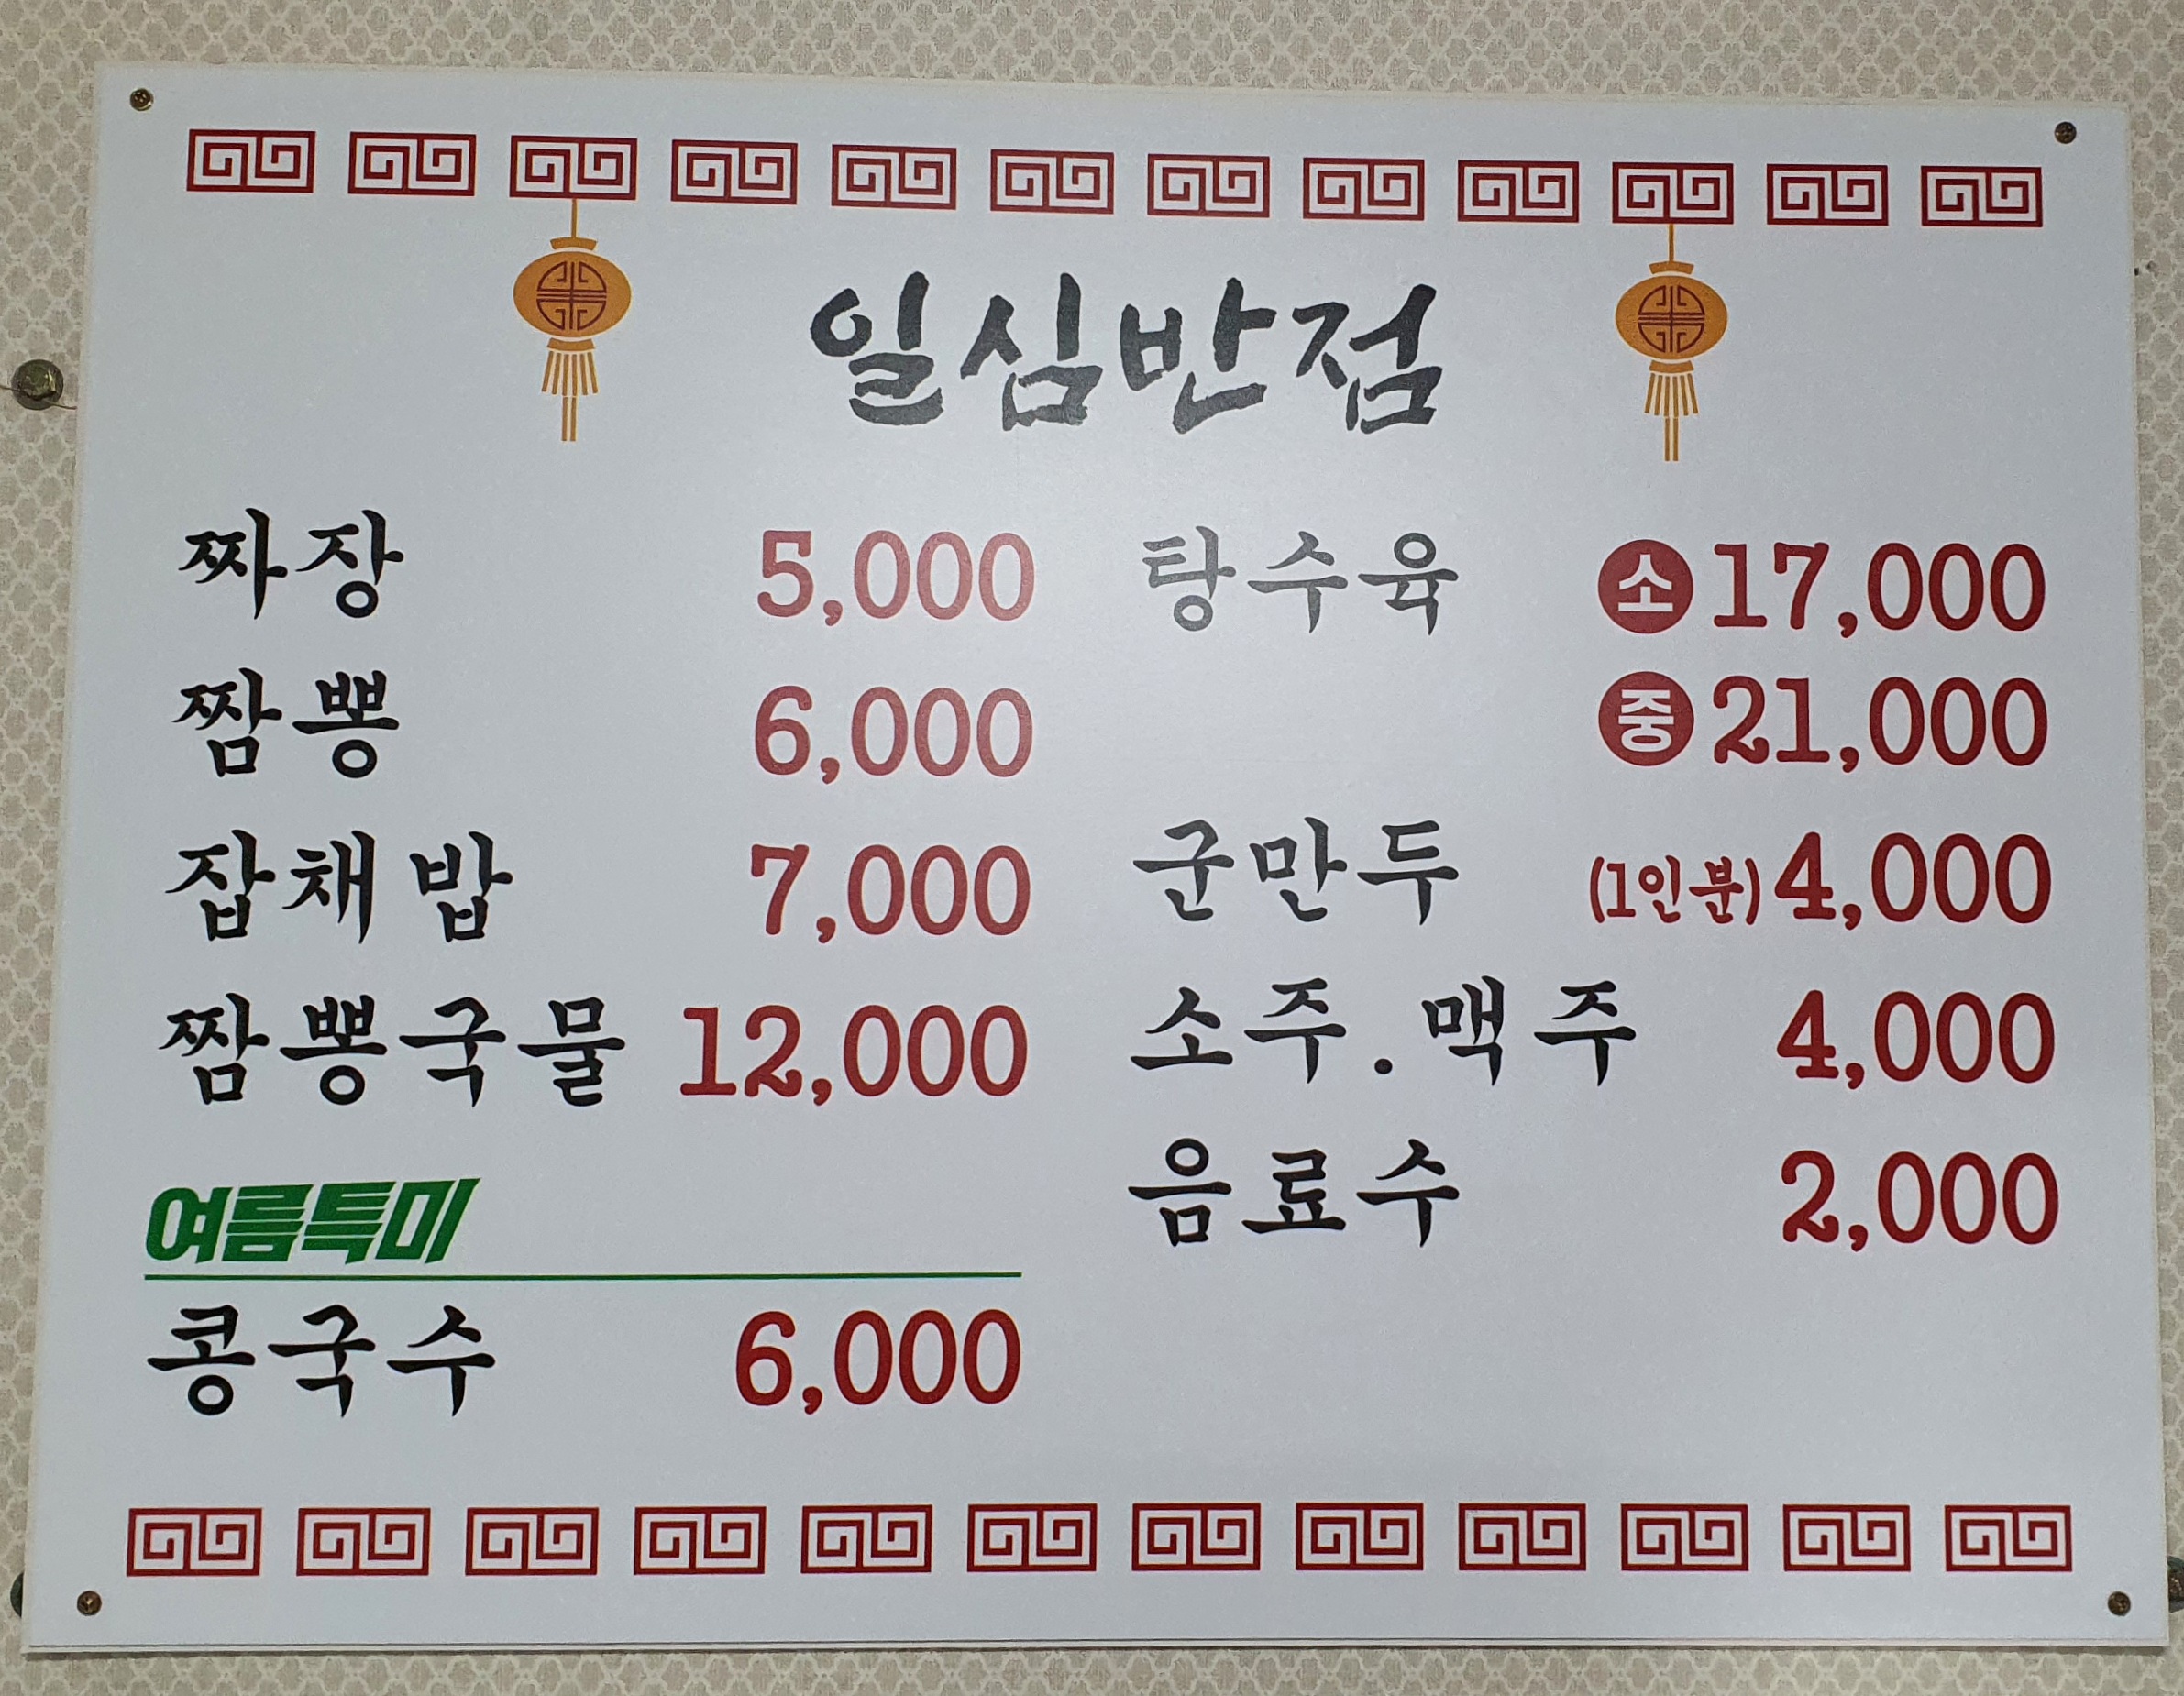 일심반점
짜장 5,000
짬뽕 6,000
잡채밥 7,000
짬뽕국물 12,000
여름특미
콩국수 6,000
탕수육 소 17,000
중 21,000
군만두 (1인분) 4,000
소주.맥주 4,000
음료수 2,000